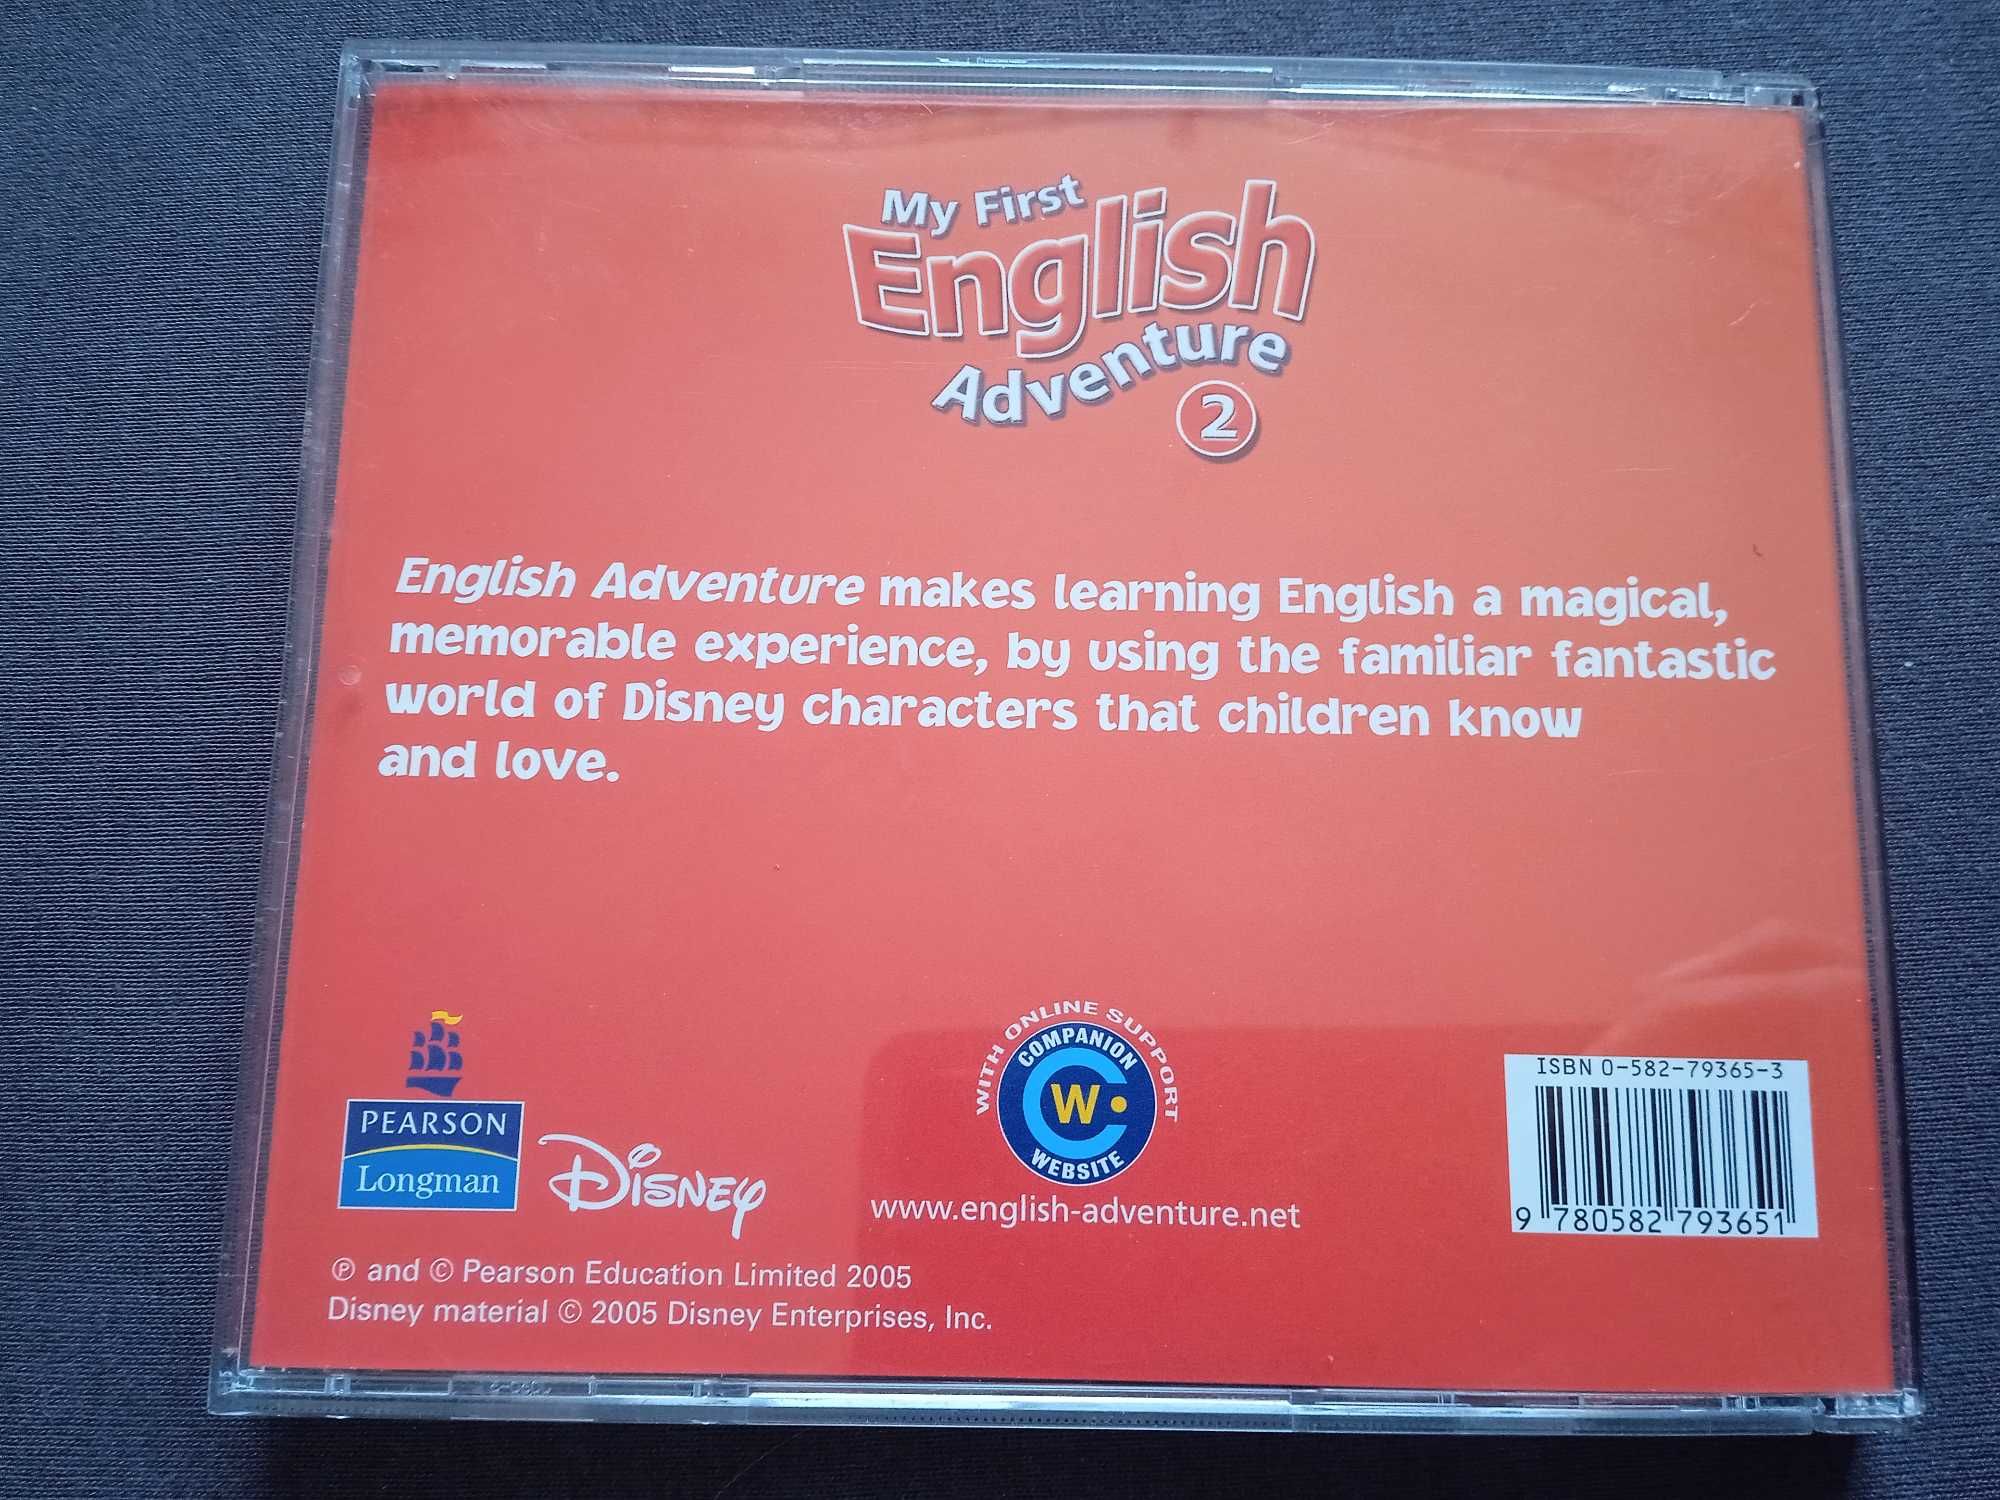 My First
English
Adventure
2
English Adventure makes learning English a magical,
memorable experience, by using the familiar fantastic
world of Disney characters that children know
and love.
PEARSON
Longman
DISNEY
WITH ONLINE SUPPORT
COMPANION
W
WEBSITE
www.english-adventure.net
ISBN 0-582-79365-3
9 780582 793651
℗ and © Pearson Education Limited 2005
Disney material © 2005 Disney Enterprises, Inc.